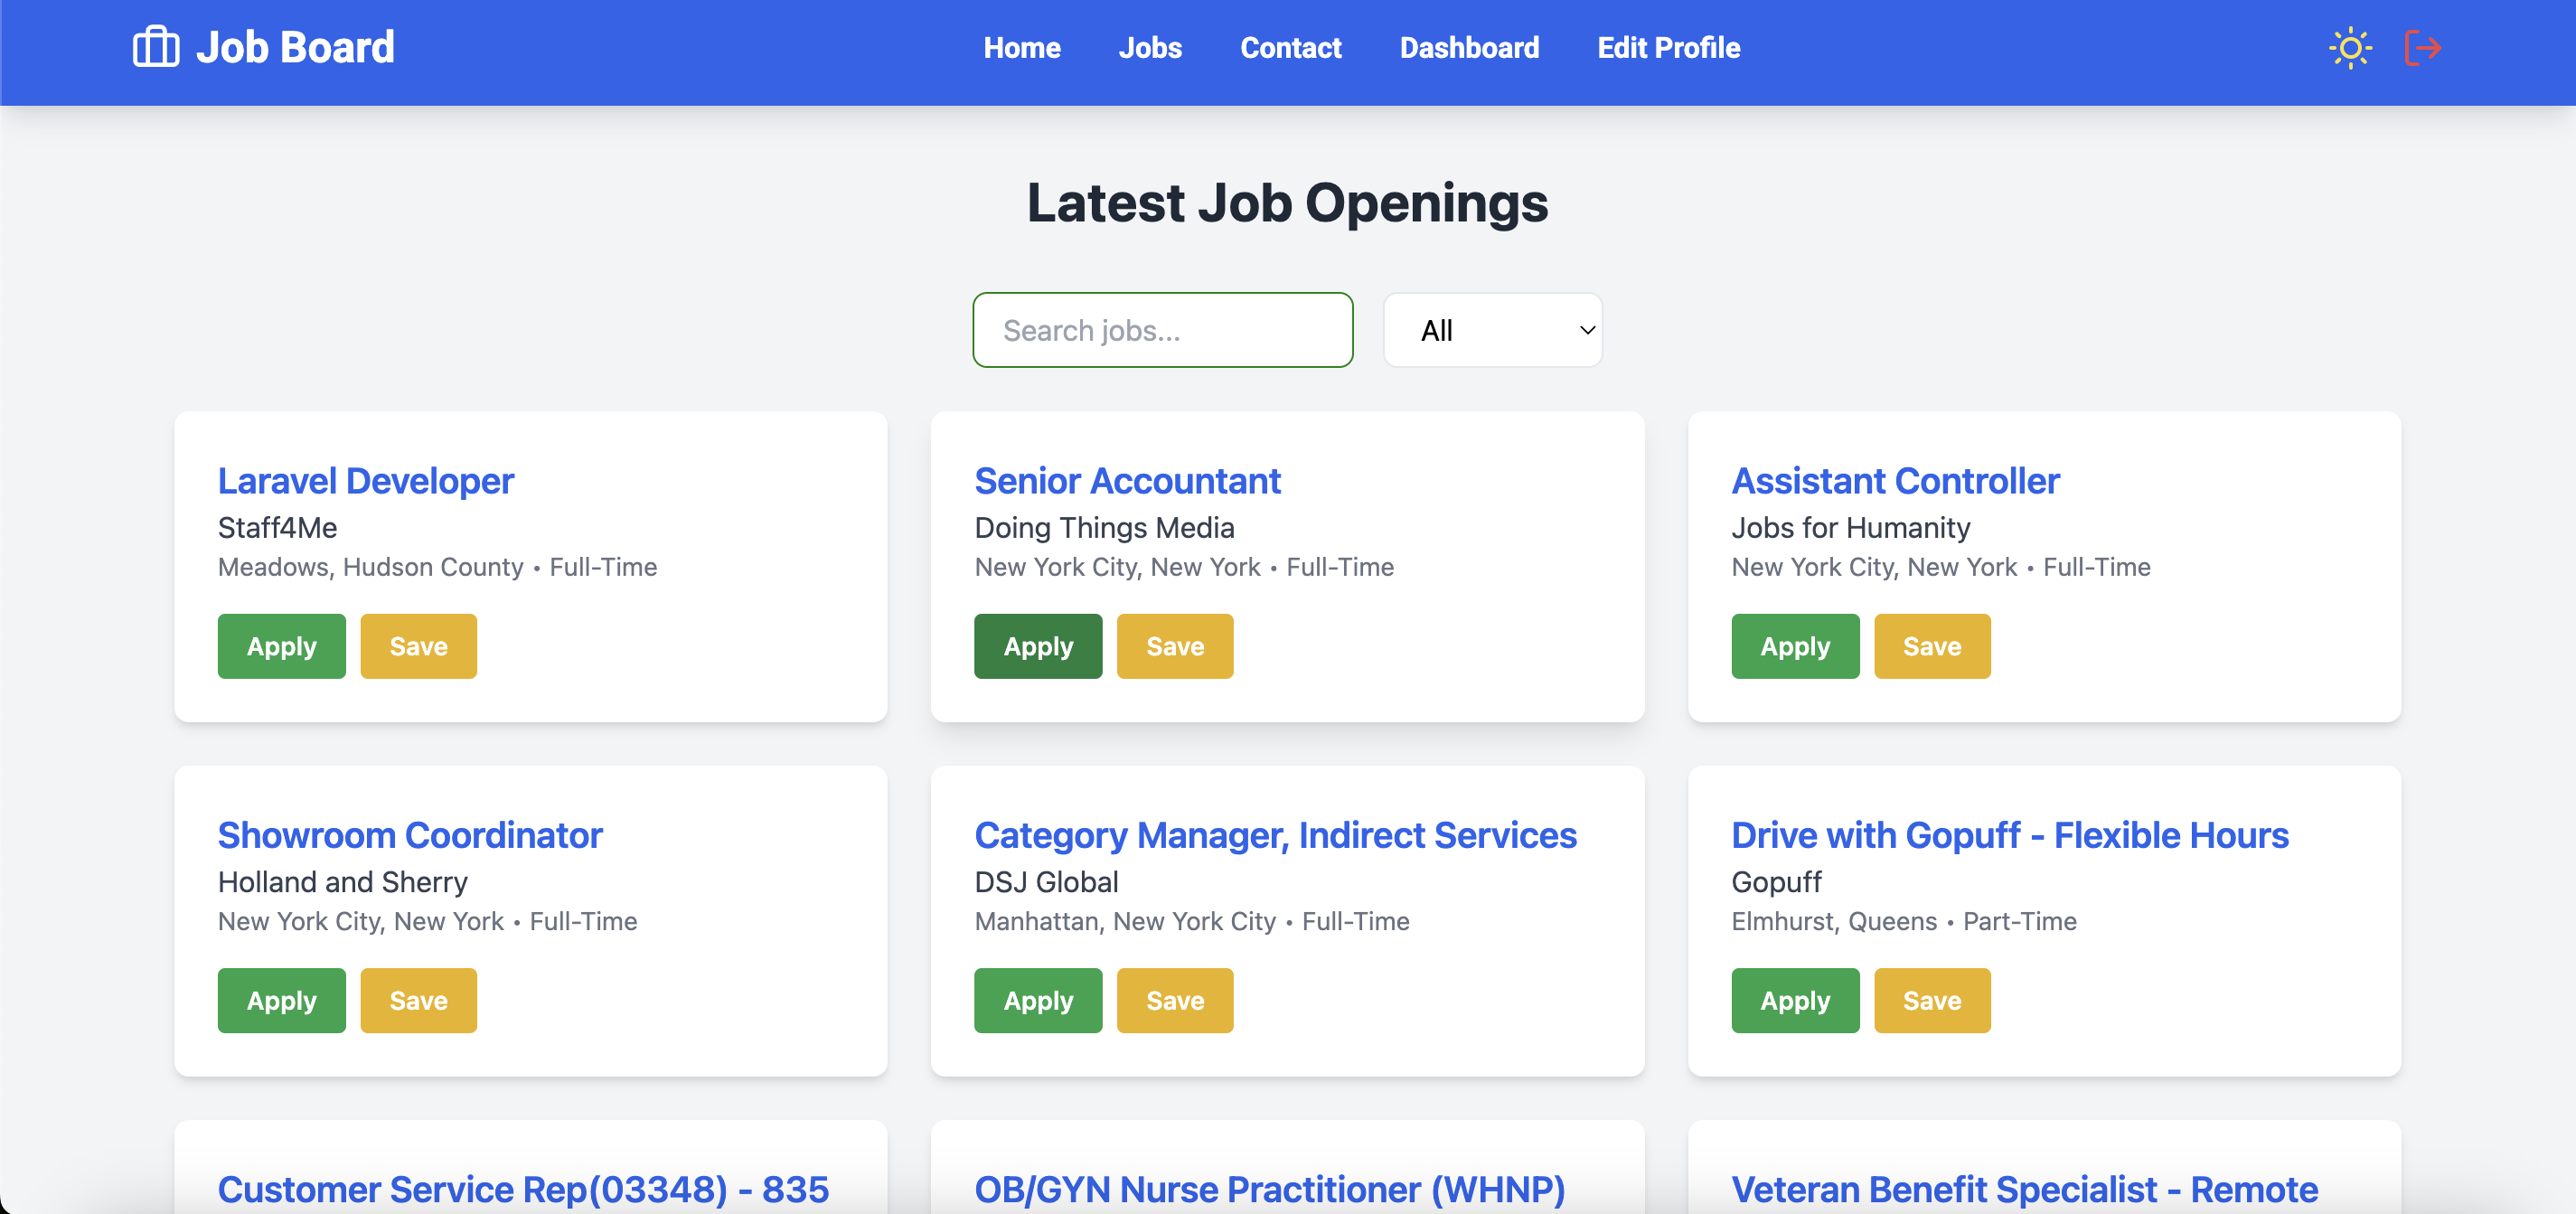 Job Board
Home Jobs Contact Dashboard Edit Profile
Latest Job Openings
Search jobs...
All
Laravel Developer
Staff4Me
Meadows, Hudson County • Full-Time
Apply Save
Senior Accountant
Doing Things Media
New York City, New York • Full-Time
Apply Save
Assistant Controller
Jobs for Humanity
New York City, New York • Full-Time
Apply Save
Showroom Coordinator
Holland and Sherry
New York City, New York • Full-Time
Apply Save
Category Manager, Indirect Services
DSJ Global
Manhattan, New York City • Full-Time
Apply Save
Drive with Gopuff - Flexible Hours
Gopuff
Elmhurst, Queens • Part-Time
Apply Save
Customer Service Rep(03348) - 835
OB/GYN Nurse Practitioner (WHNP)
Veteran Benefit Specialist - Remote